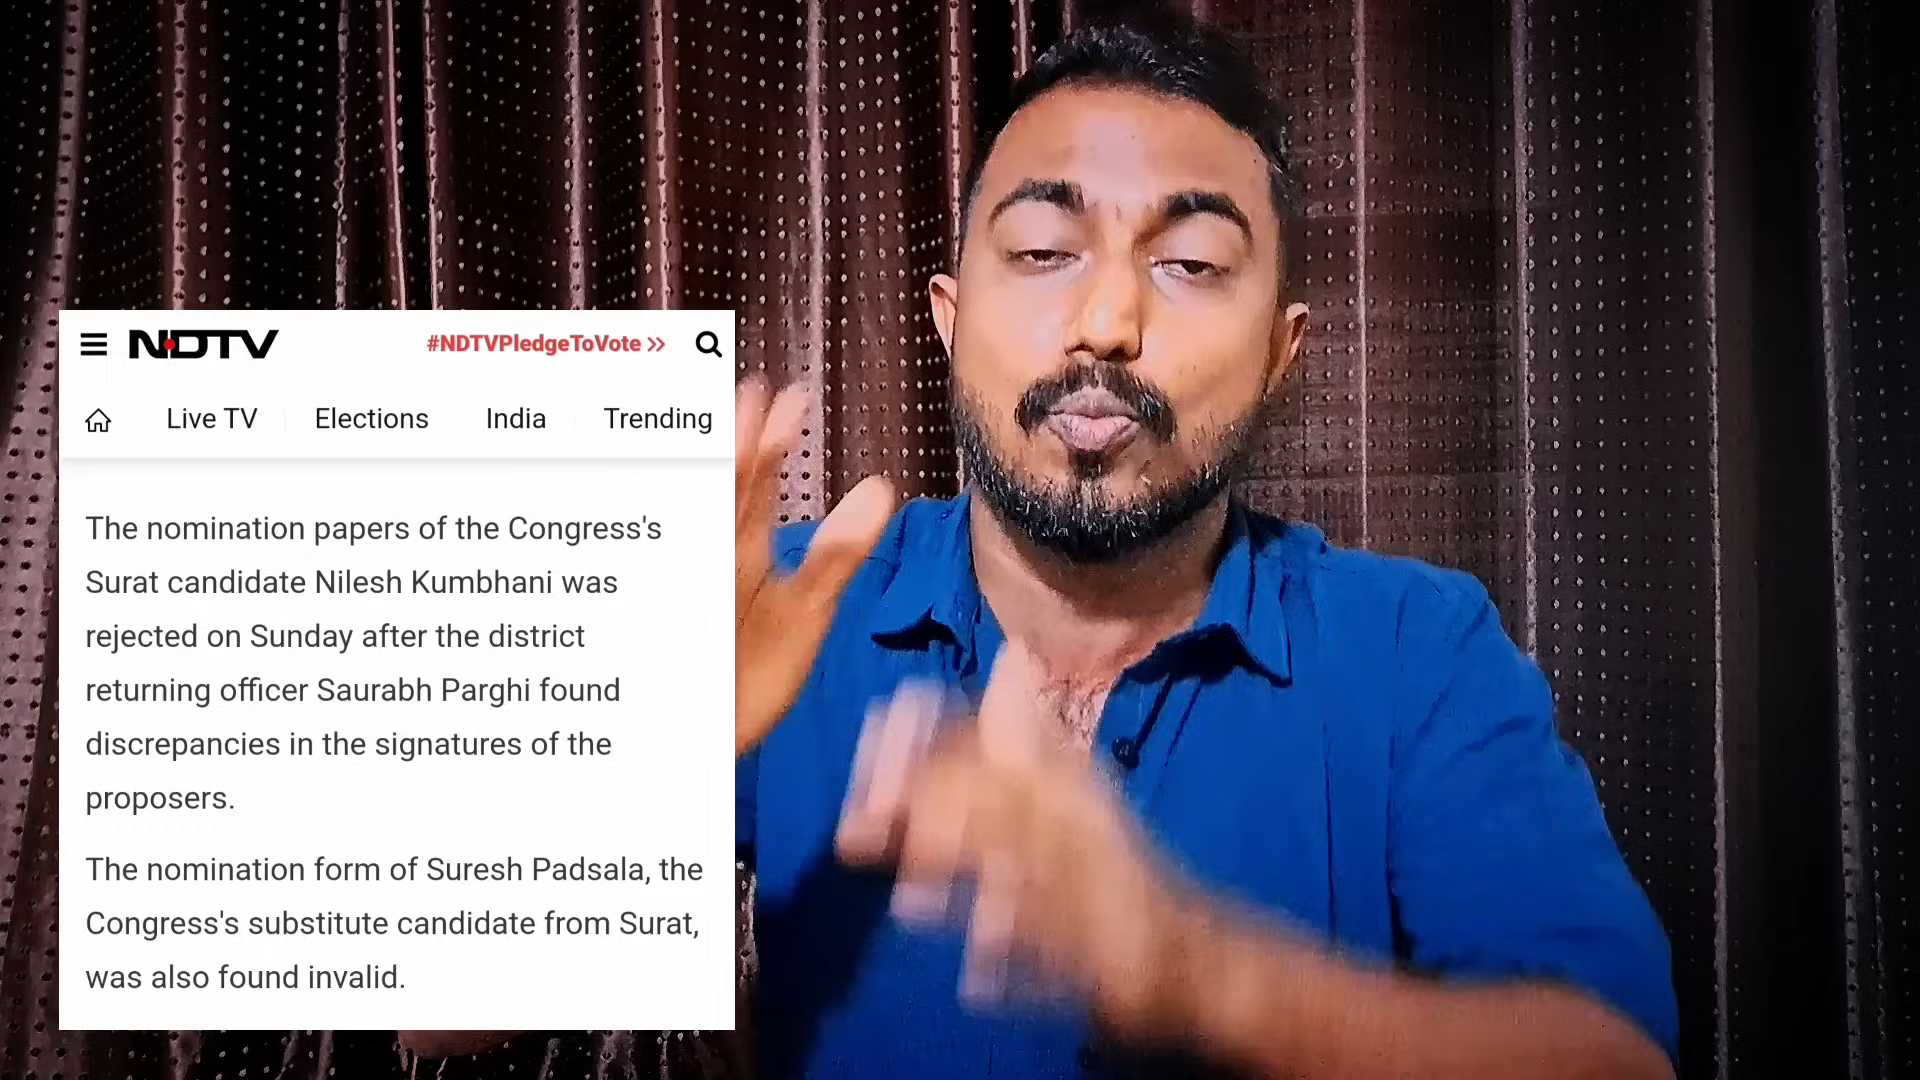 NDTV
#NDTVPledgeToVote >>
Live TV
Elections
India
Trending
The nomination papers of the Congress's
Surat candidate Nilesh Kumbhani was
rejected on Sunday after the district
returning officer Saurabh Parghi found
discrepancies in the signatures of the
proposers.
The nomination form of Suresh Padsala, the
Congress's substitute candidate from Surat,
was also found invalid.